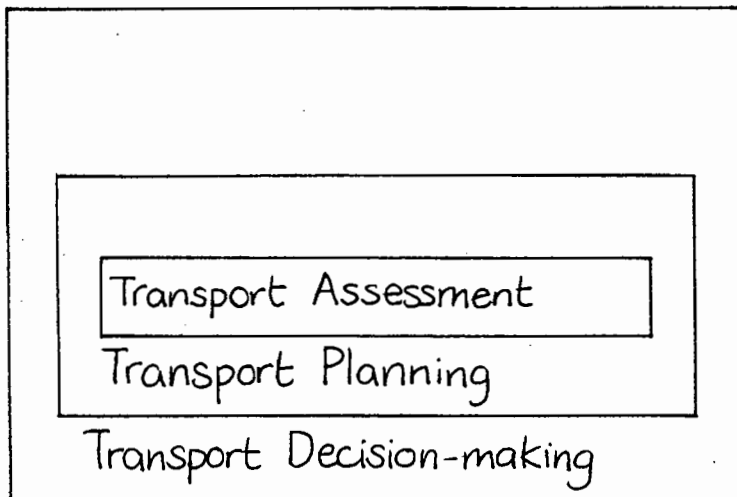 Transport Assessment
Transport Planning
Transport Decision-making